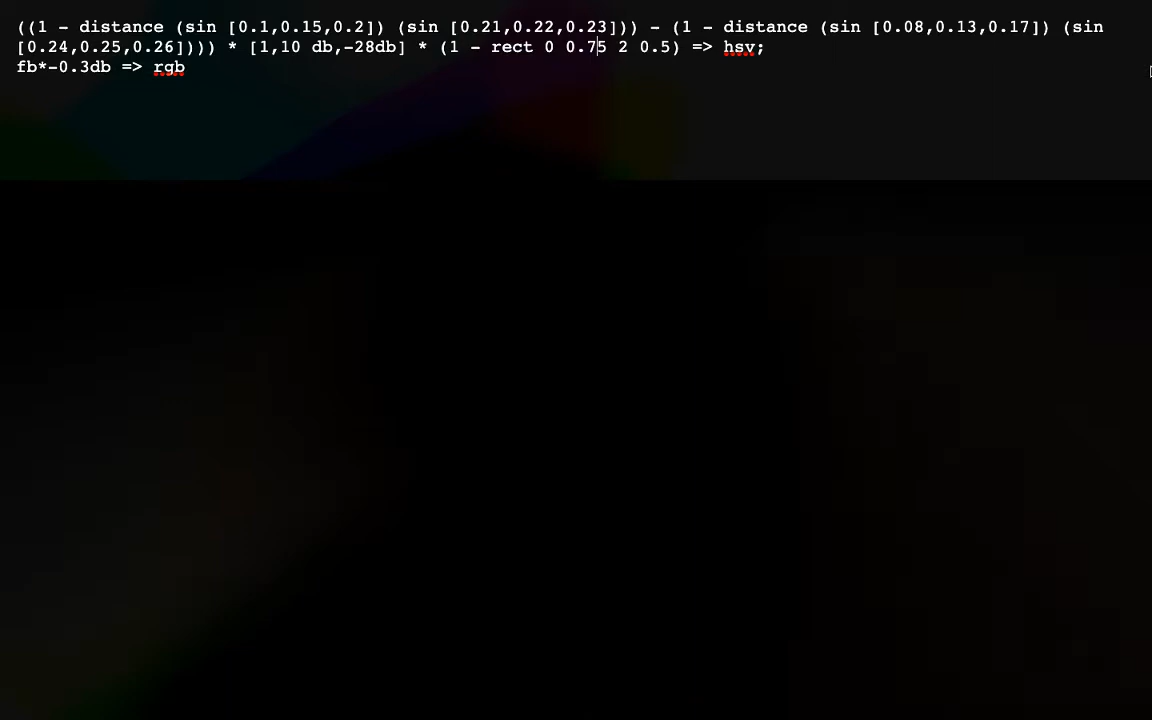 ((1 - distance (sin [0.1,0.15,0.2]) (sin [0.21,0.22,0.23])) - (1 - distance (sin [0.08,0.13,0.17]) (sin
[0.24,0.25,0.26]))) * [1,10 db,-28db] * (1 - rect 0 0.75 2 0.5) => hsv;
fb*-0.3db => rgb